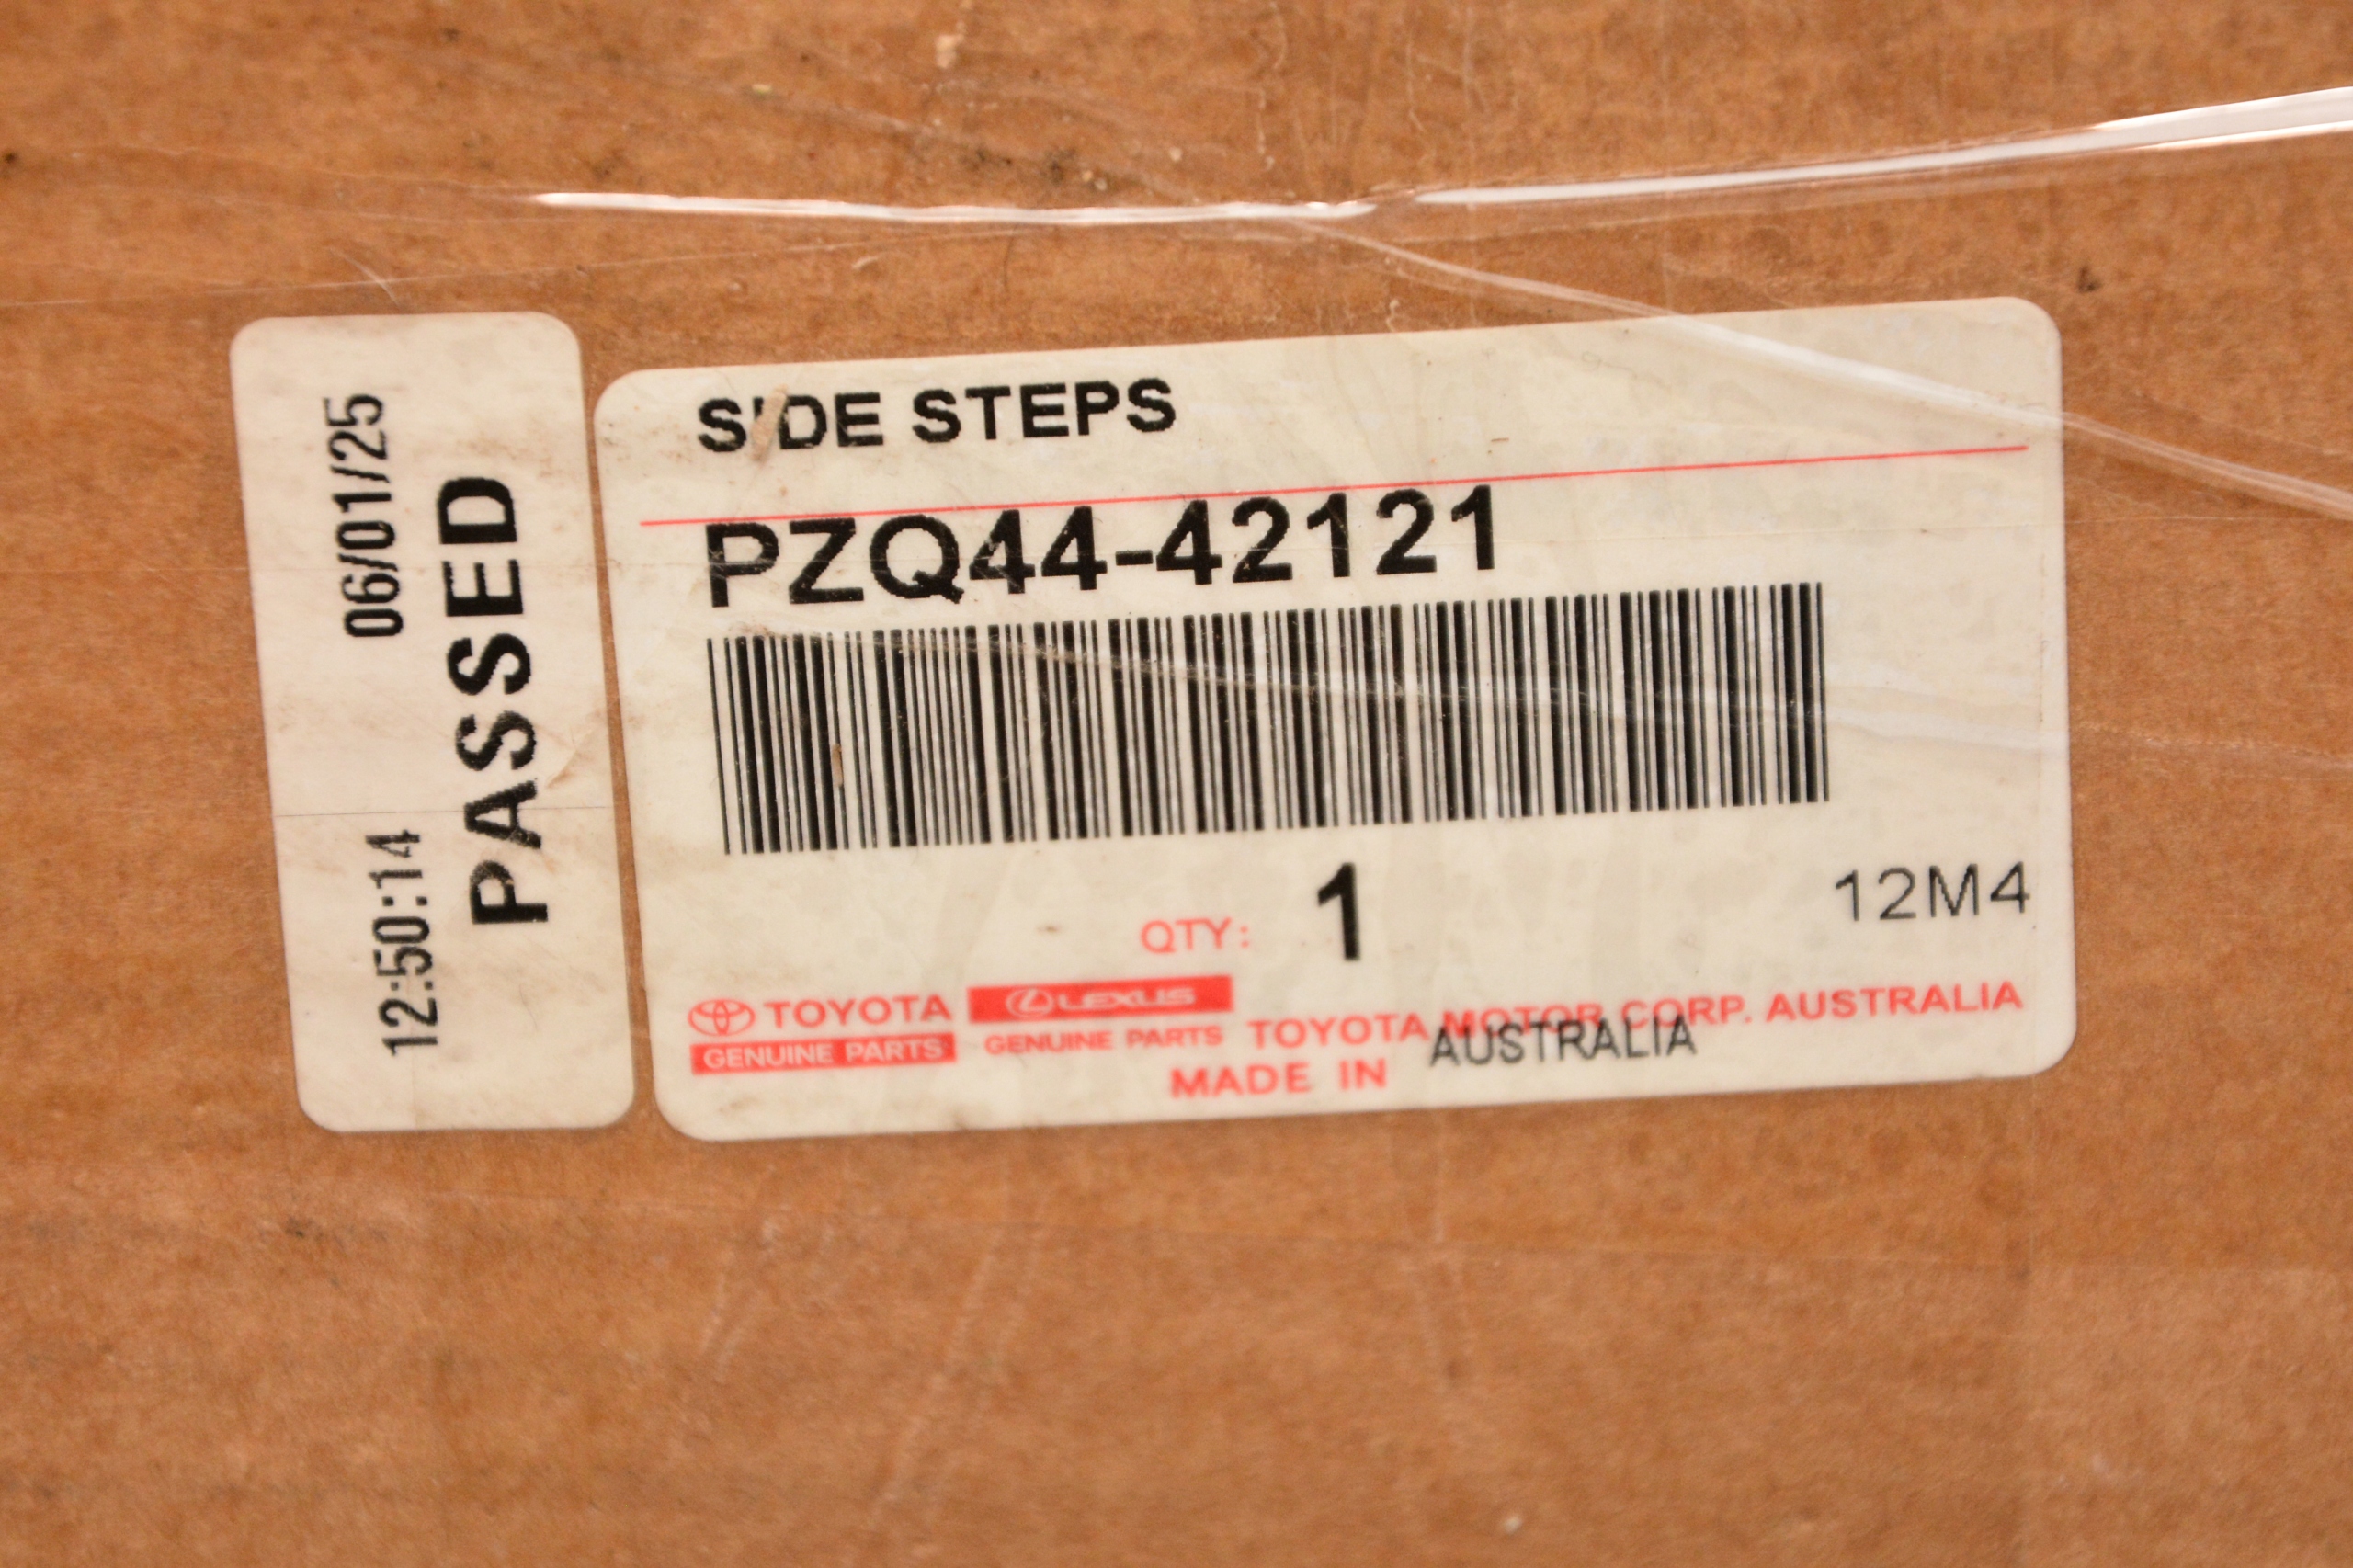 06/01/25
12:50:14
PASSED
SIDE STEPS
PZQ44-42121
QTY: 1
12M4
TOYOTA
GENUINE PARTS
LEXUS
GENUINE PARTS
TOYOTA MOTOR CORP. AUSTRALIA
MADE IN AUSTRALIA